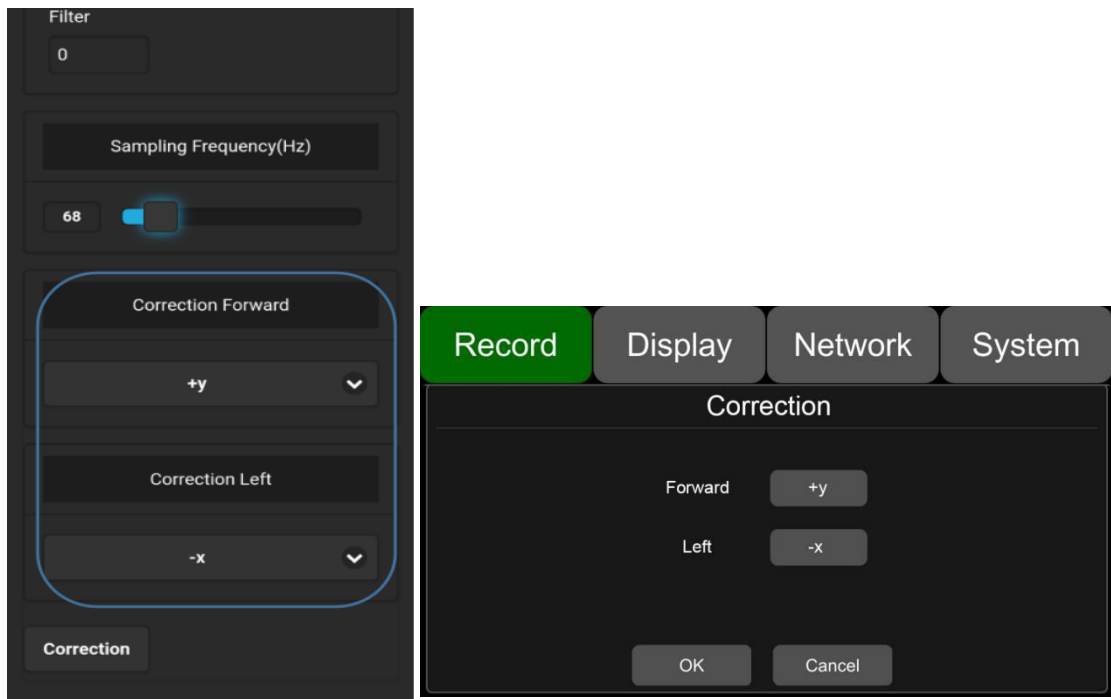 Filter
0
Sampling Frequency(Hz)
68
Correction Forward
+y
Correction Left
-x
Correction
Record Display Network System
Correction
Forward +y
Left -x
OK Cancel